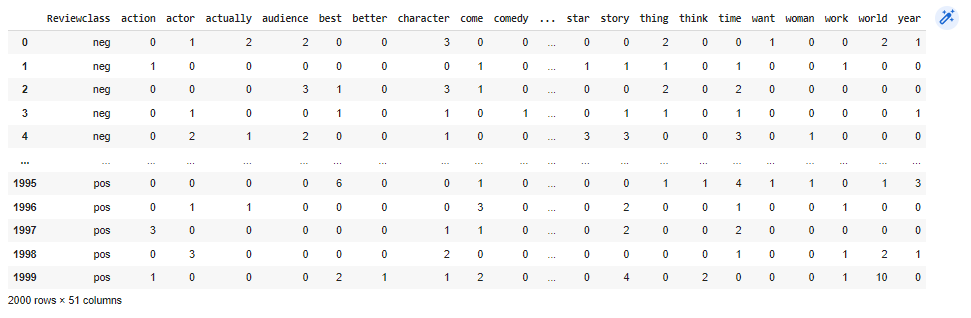 Reviewclass action actor actually audience best better character come comedy ... star story thing think time want woman work world year
0 neg 0 1 2 2 0 0 3 0 0 ... 0 0 2 0 0 1 0 0 2 1
1 neg 1 0 0 0 0 0 0 1 0 ... 1 1 1 0 1 0 0 1 0 0
2 neg 0 0 0 3 1 0 3 1 0 ... 0 0 2 0 2 0 0 0 0 0
3 neg 0 1 0 0 1 0 1 0 1 ... 0 1 1 0 1 0 0 0 0 1
4 neg 0 2 1 2 0 0 1 0 0 ... 3 3 0 0 3 0 1 0 0 0
... ... ... ... ... ... ... ... ... ... ... ... ... ... ... ... ... ... ... ... ... ...
1995 pos 0 0 0 0 6 0 0 1 0 ... 0 0 1 1 4 1 1 0 1 3
1996 pos 0 1 1 0 0 0 0 3 0 ... 0 2 0 0 1 0 0 1 0 0
1997 pos 3 0 0 0 0 0 1 1 0 ... 0 2 0 0 2 0 0 0 0 0
1998 pos 0 3 0 0 0 0 2 0 0 ... 0 0 0 0 1 0 0 1 2 1
1999 pos 1 0 0 0 2 1 1 2 0 ... 0 4 0 2 0 0 0 1 10 0
2000 rows × 51 columns